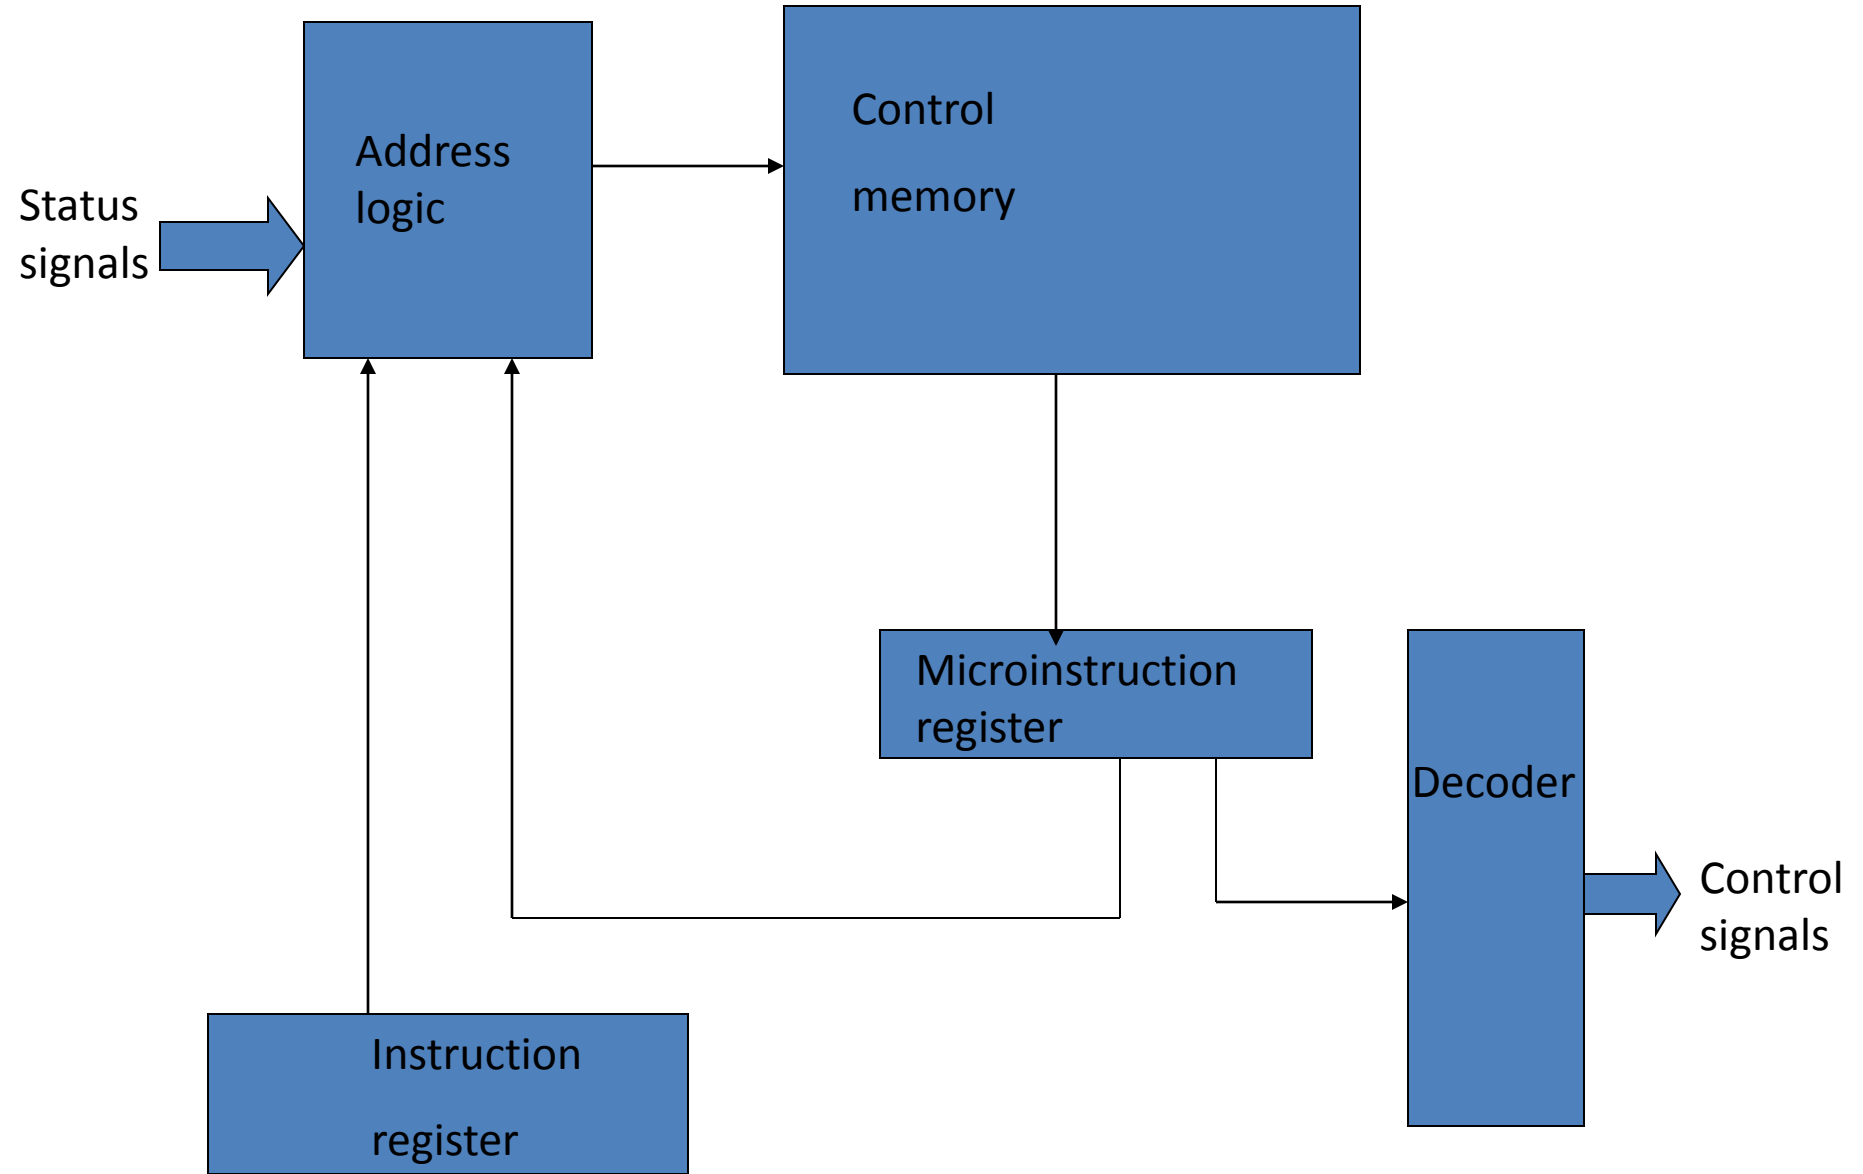 Status
signals
Address
logic
Control
memory
Microinstruction
register
Decoder
Control
signals
Instruction
register